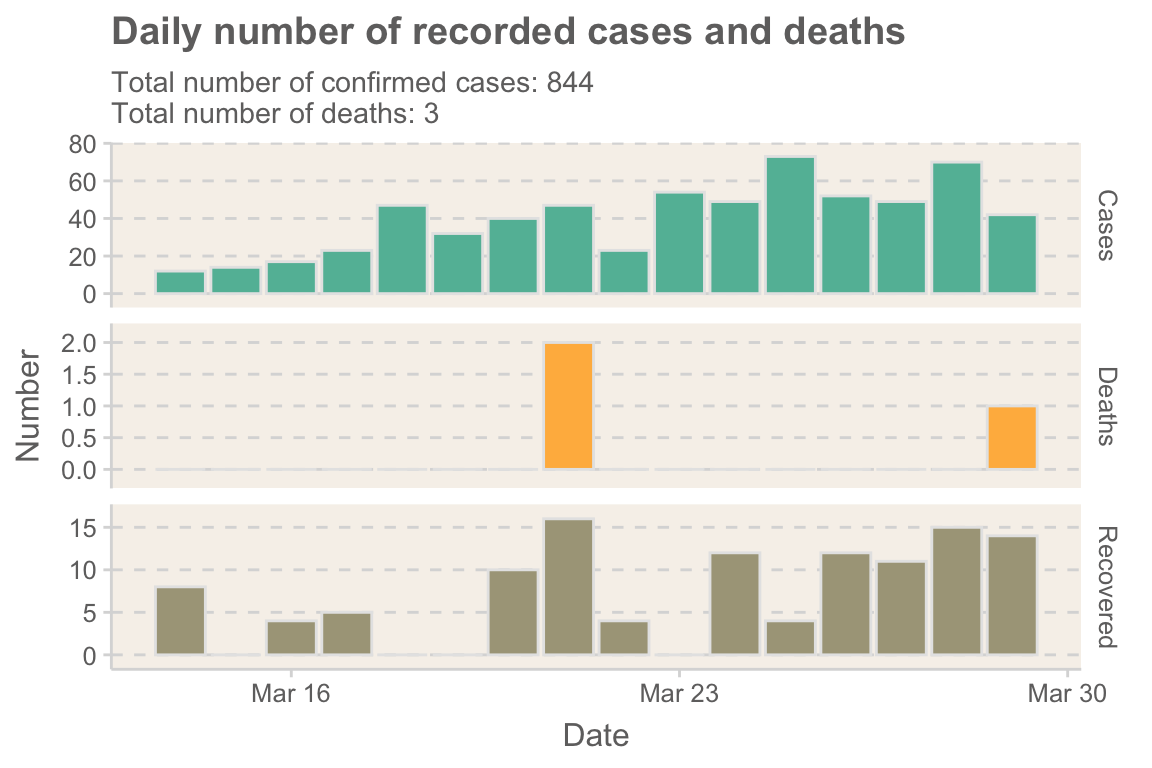 Daily number of recorded cases and deaths
Total number of confirmed cases: 844
Total number of deaths: 3
80
60
40
20
0
Cases
2.0
1.5
1.0
0.5
0.0
Deaths
15
10
5
0
Recovered
Number
Mar 16
Mar 23
Mar 30
Date